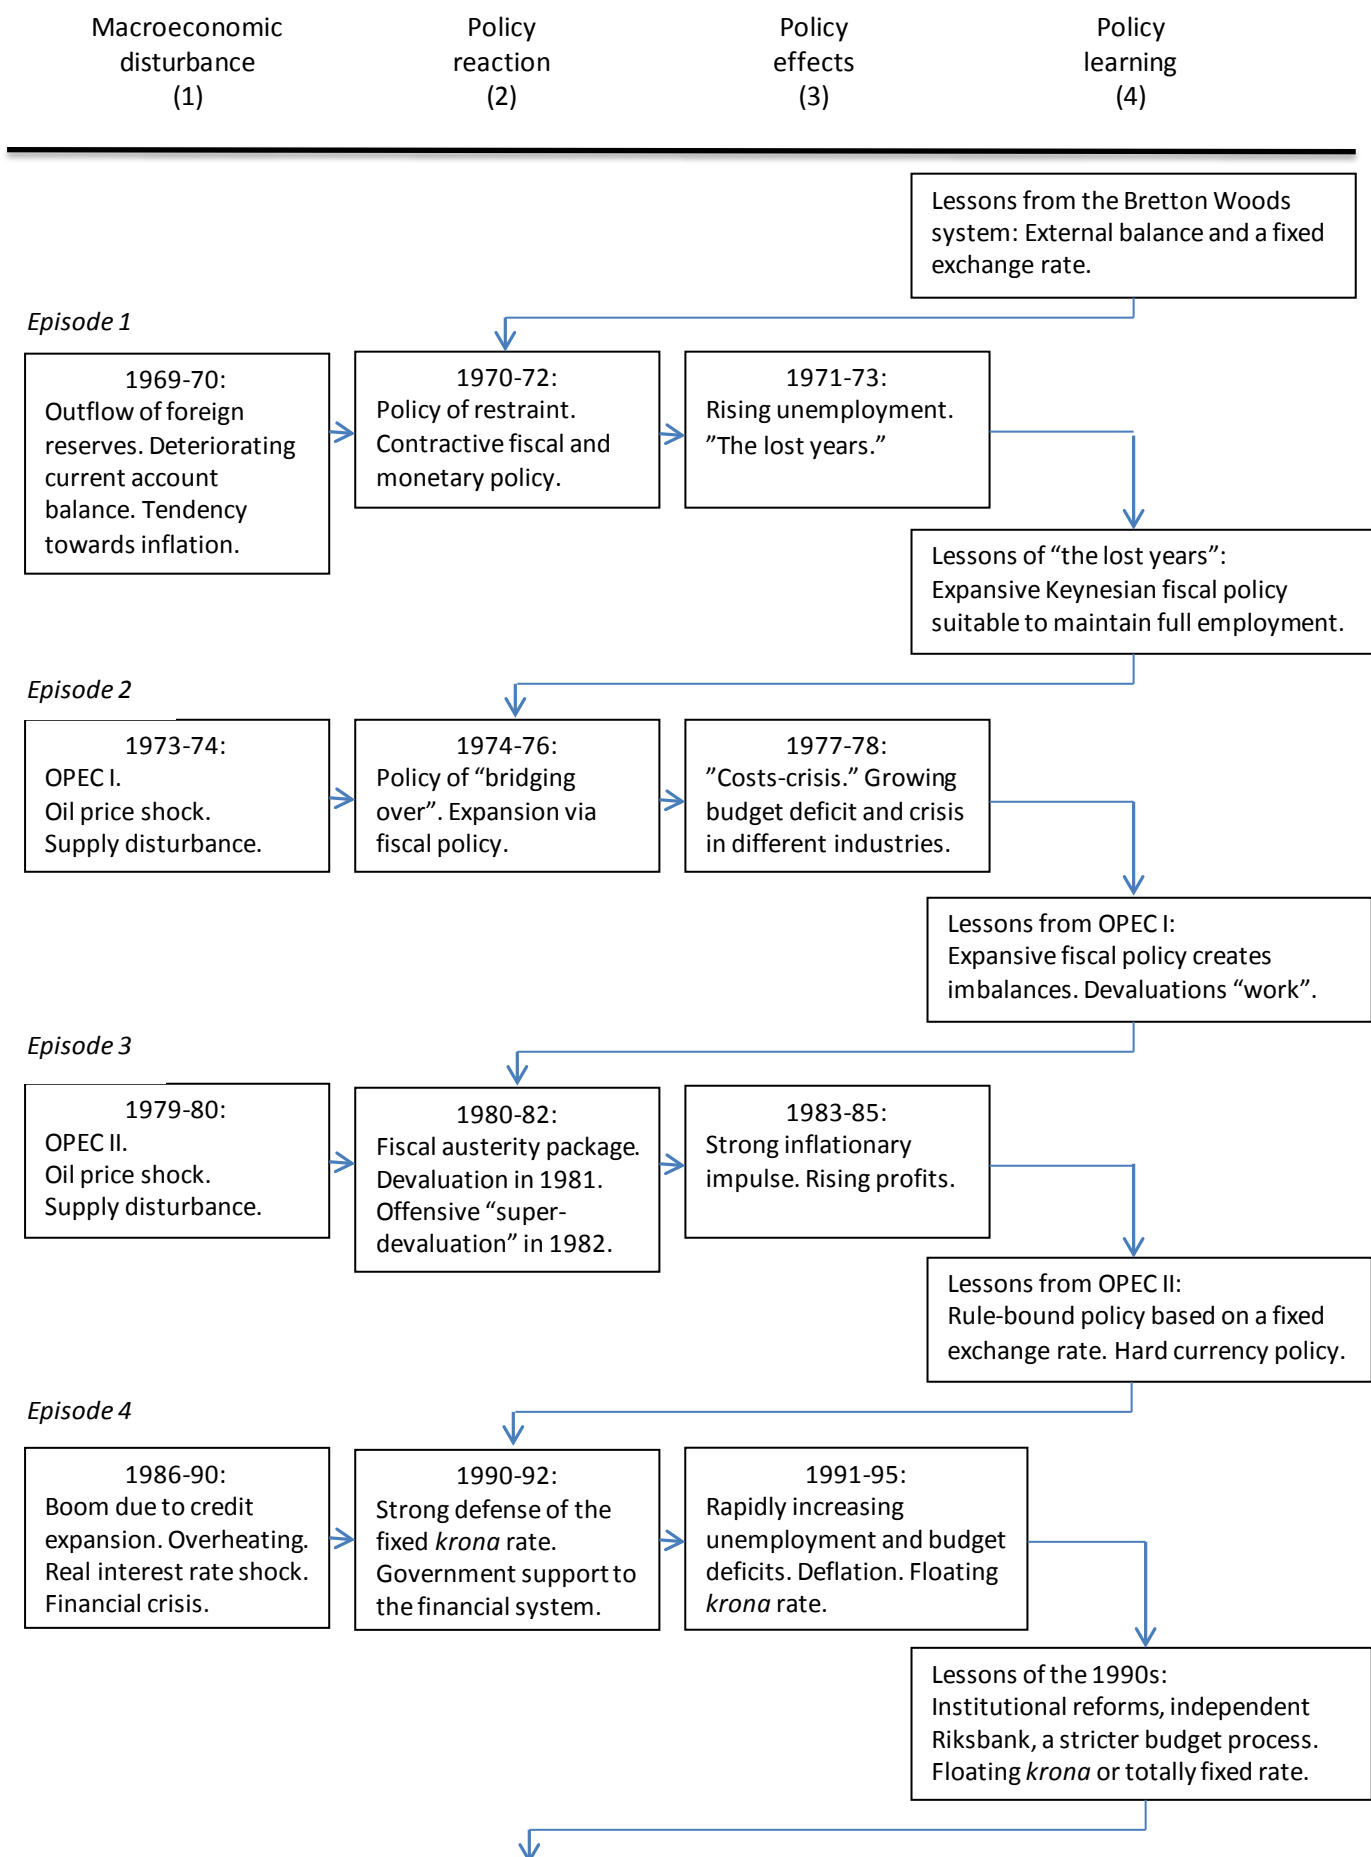 Macroeconomic
disturbance
(1)
Policy
reaction
(2)
Policy
effects
(3)
Policy
learning
(4)
Lessons from the Bretton Woods
system: External balance and a fixed
exchange rate.
Episode 1
1969-70:
Outflow of foreign
reserves. Deteriorating
current account
balance. Tendency
towards inflation.
1970-72:
Policy of restraint.
Contractive fiscal and
monetary policy.
1971-73:
Rising unemployment.
”The lost years.”
Lessons of “the lost years”:
Expansive Keynesian fiscal policy
suitable to maintain full employment.
Episode 2
1973-74:
OPEC I.
Oil price shock.
Supply disturbance.
1974-76:
Policy of “bridging
over”. Expansion via
fiscal policy.
1977-78:
”Costs-crisis.” Growing
budget deficit and crisis
in different industries.
Lessons from OPEC I:
Expansive fiscal policy creates
imbalances. Devaluations “work”.
Episode 3
1979-80:
OPEC II.
Oil price shock.
Supply disturbance.
1980-82:
Fiscal austerity package.
Devaluation in 1981.
Offensive “super-
devaluation” in 1982.
1983-85:
Strong inflationary
impulse. Rising profits.
Lessons from OPEC II:
Rule-bound policy based on a fixed
exchange rate. Hard currency policy.
Episode 4
1986-90:
Boom due to credit
expansion. Overheating.
Real interest rate shock.
Financial crisis.
1990-92:
Strong defense of the
fixed krona rate.
Government support to
the financial system.
1991-95:
Rapidly increasing
unemployment and budget
deficits. Deflation. Floating
krona rate.
Lessons of the 1990s:
Institutional reforms, independent
Riksbank, a stricter budget process.
Floating krona or totally fixed rate.